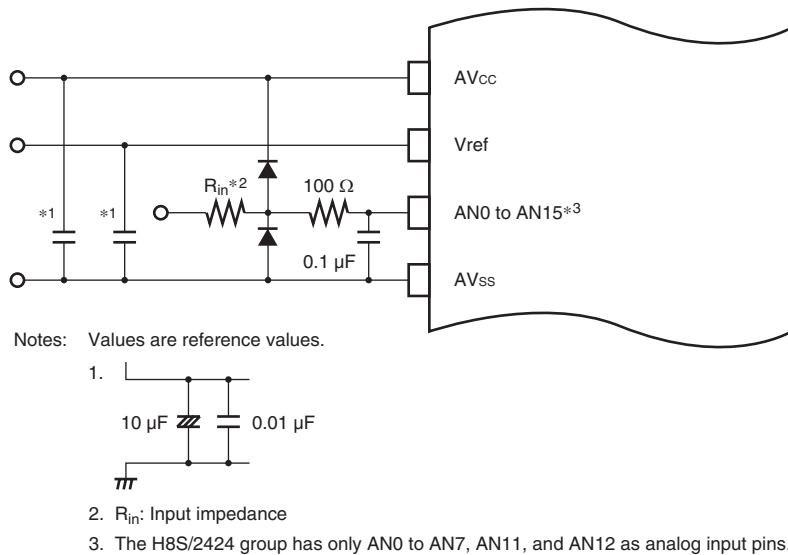 AVcc
Vref
Rin*2
100 Ω
*1
*1
AN0 to AN15*3
0.1 µF
AVss
Notes: Values are reference values.
1.
10 µF
0.01 µF
2. Rin: Input impedance
3. The H8S/2424 group has only AN0 to AN7, AN11, and AN12 as analog input pins.